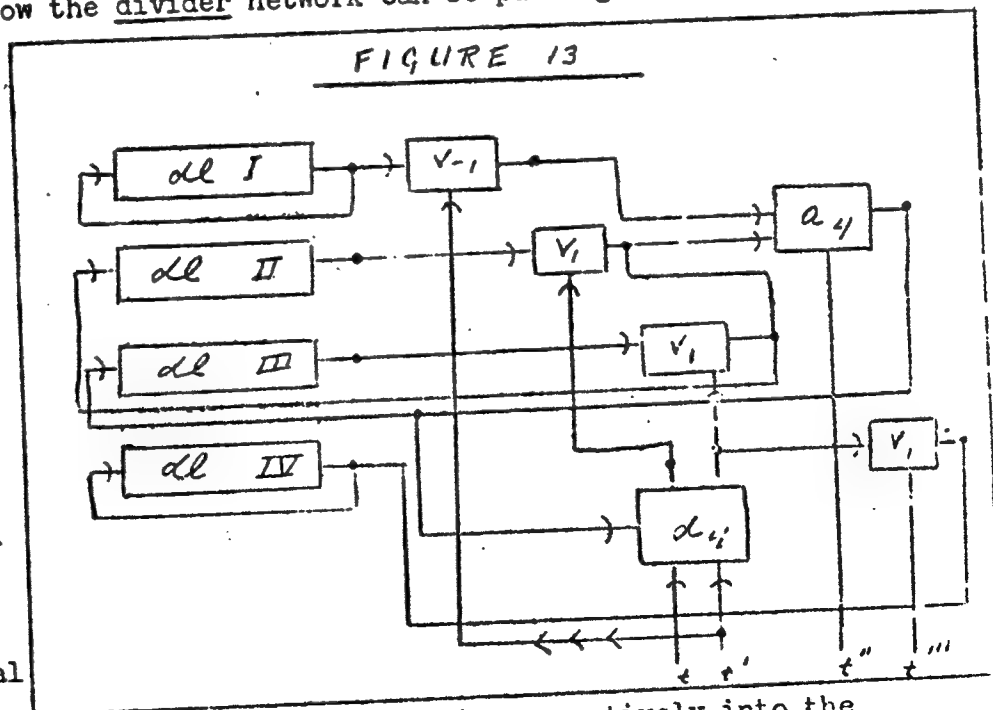 ow the divider network can be
FIGURE 13
dl I
v-1
a4
dl II
v1
dl III
v1
dl IV
v1
d4
t t' t'' t'''
al
tively into the